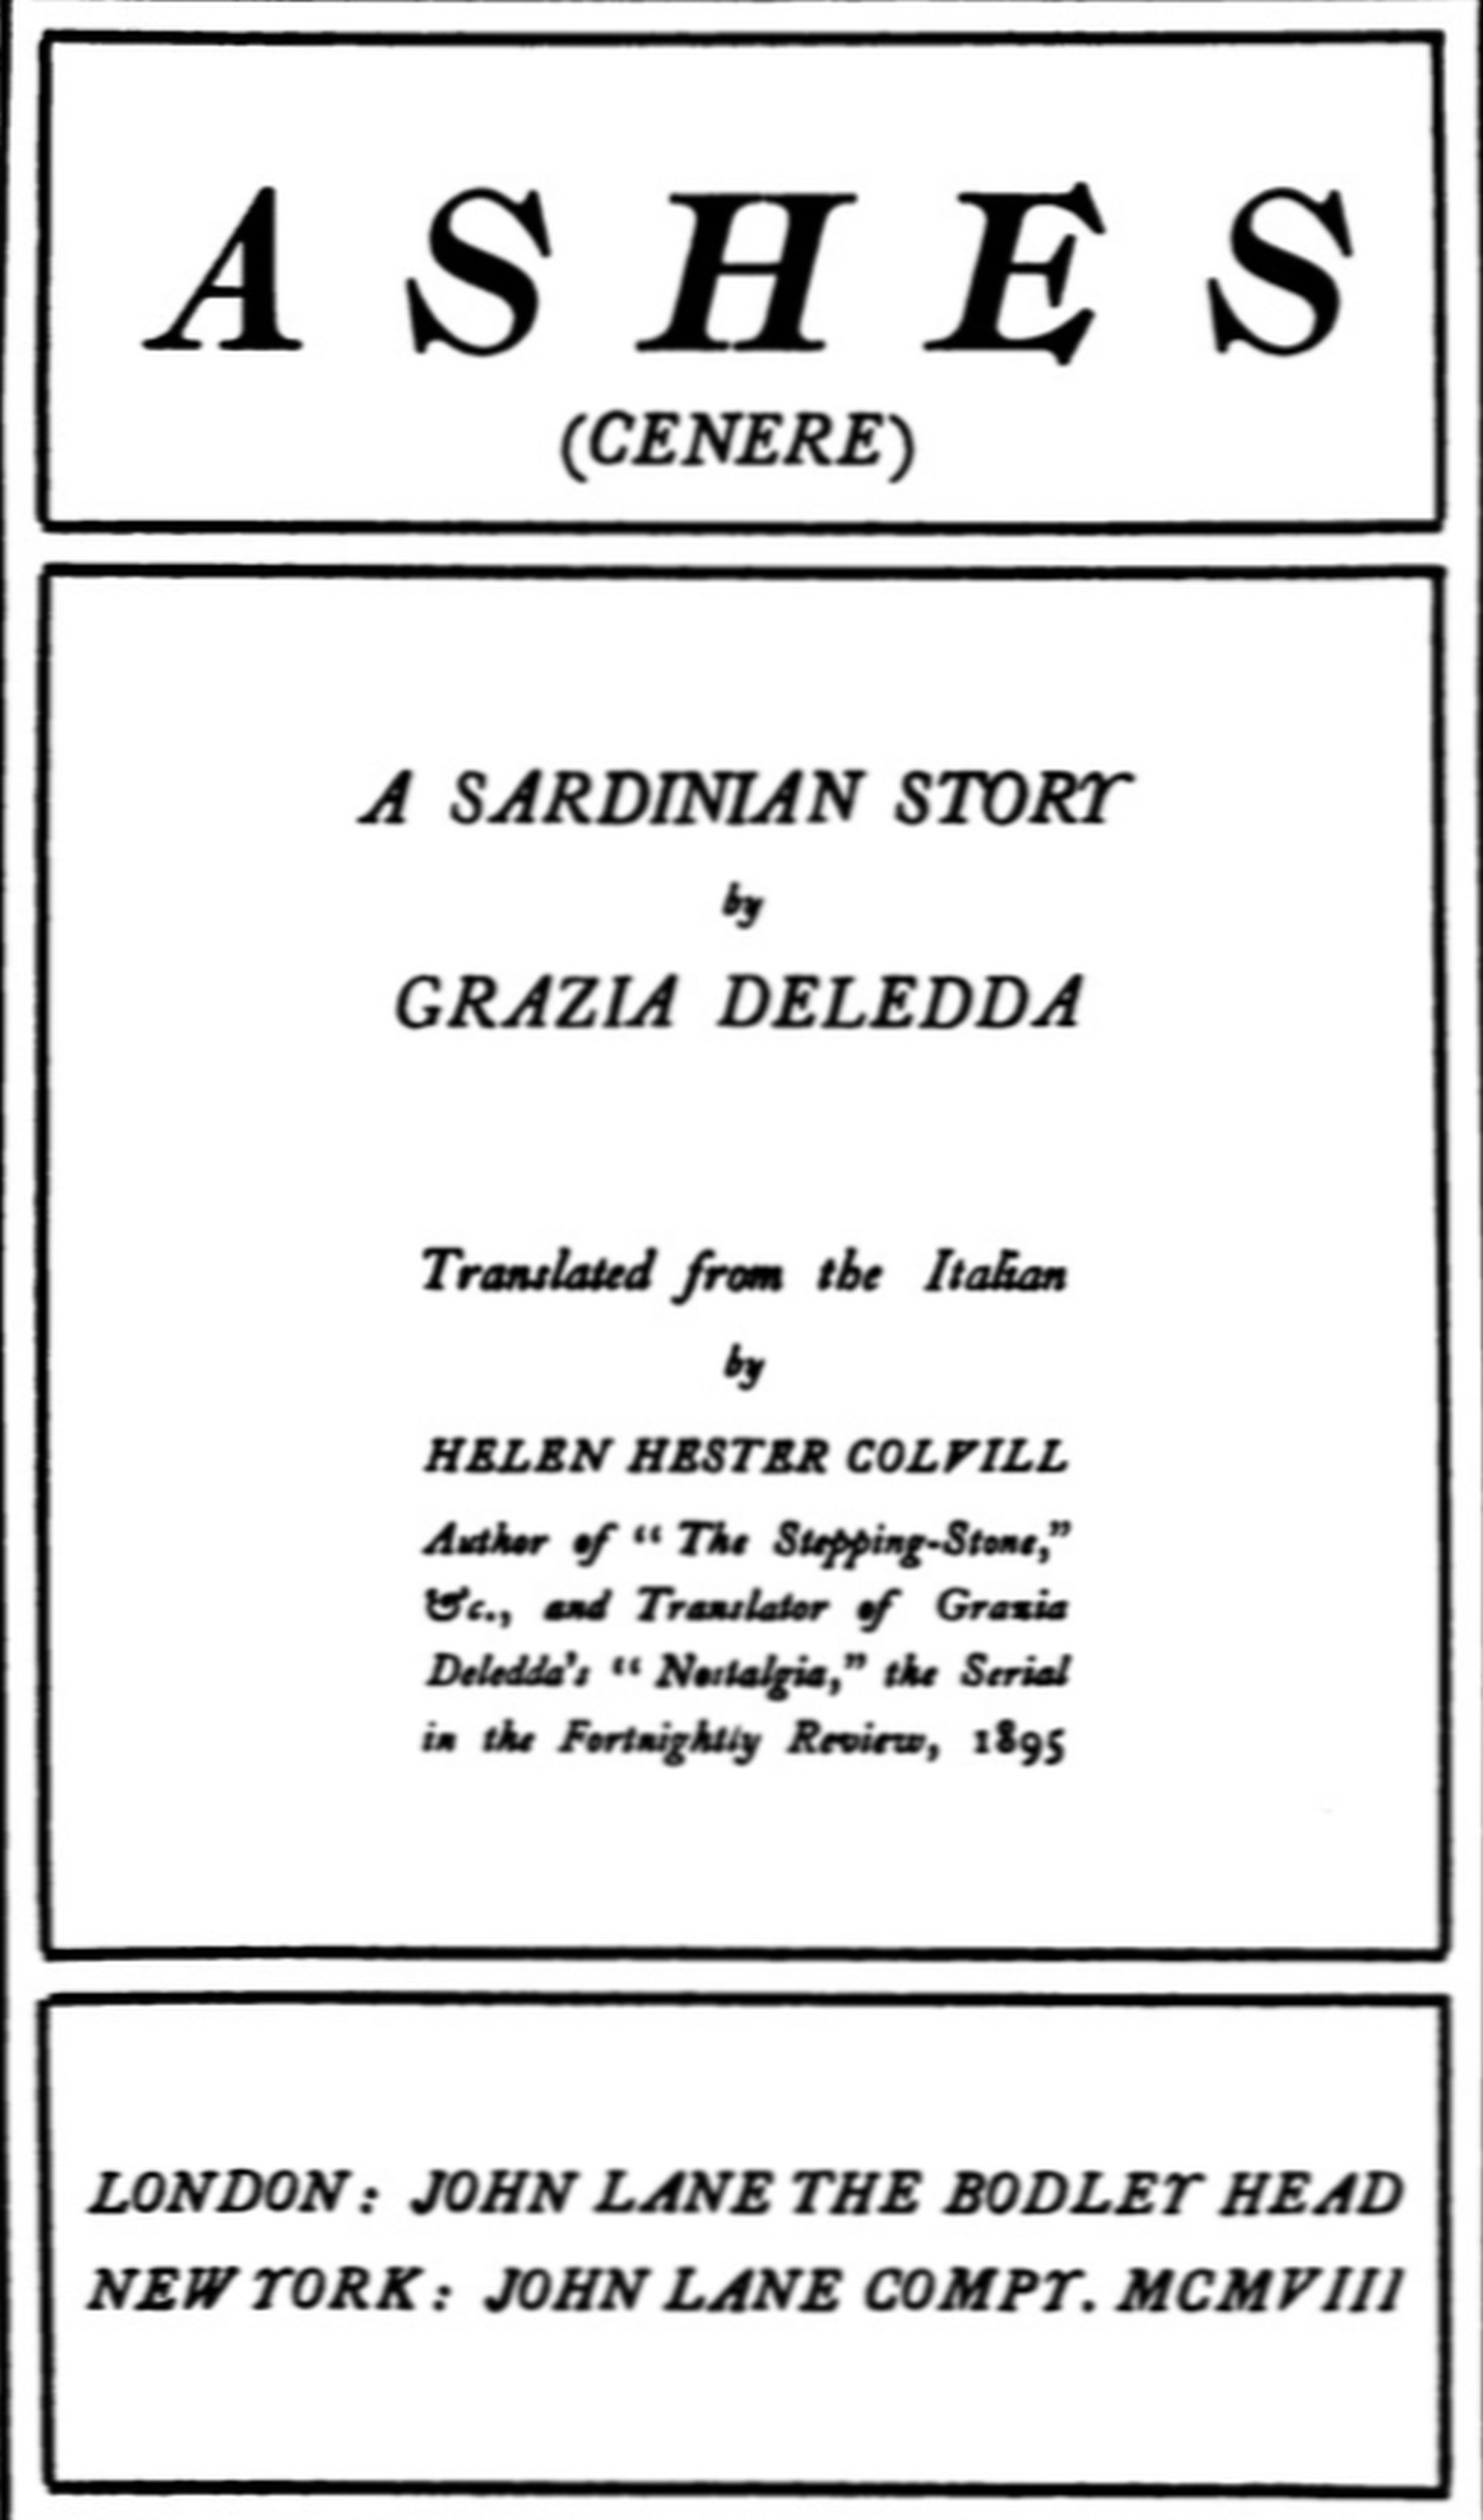 ASHES
(CENERE)
A SARDINIAN STORY
by
GRAZIA DELEDDA
Translated from the Italian
by
HELEN HESTER COLVILL
Author of “ The Stepping-Stone,”
&c., and Translator of Grazia
Deledda’s “ Nostalgia,” the Serial
in the Fortnightly Review, 1895
LONDON: JOHN LANE THE BODLEY HEAD
NEW YORK: JOHN LANE COMPY. MCMVIII